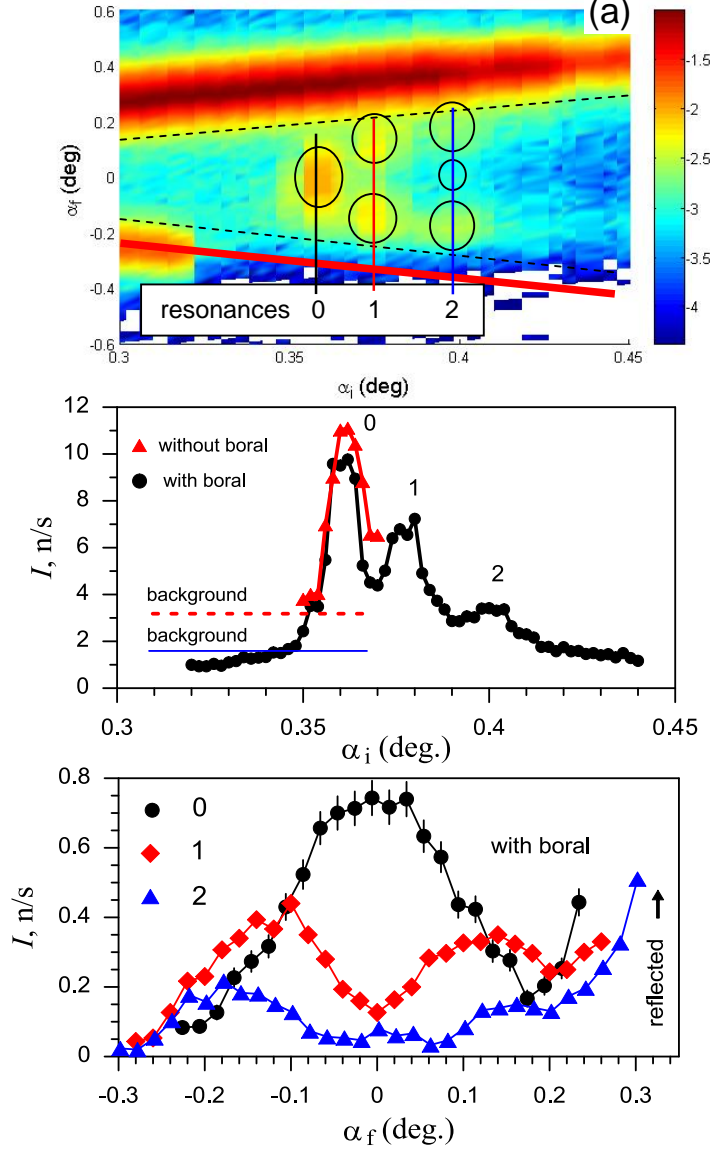 (a)
0.6
0.4
0.2
0
-0.2
-0.4
-0.6
α_f (deg)
resonances 0 1 2
0.3 0.35 0.4 0.45
α_i (deg)
-1.5
-2
-2.5
-3
-3.5
-4
12
10
8
6
4
2
0
I, n/s
without boral
with boral
0
1
2
background
background
0.3 0.35 0.4 0.45
α_i (deg.)
0.8
0.6
0.4
0.2
0
I, n/s
0
1
2
with boral
reflected
-0.3 -0.2 -0.1 0 0.1 0.2 0.3
α_f (deg.)